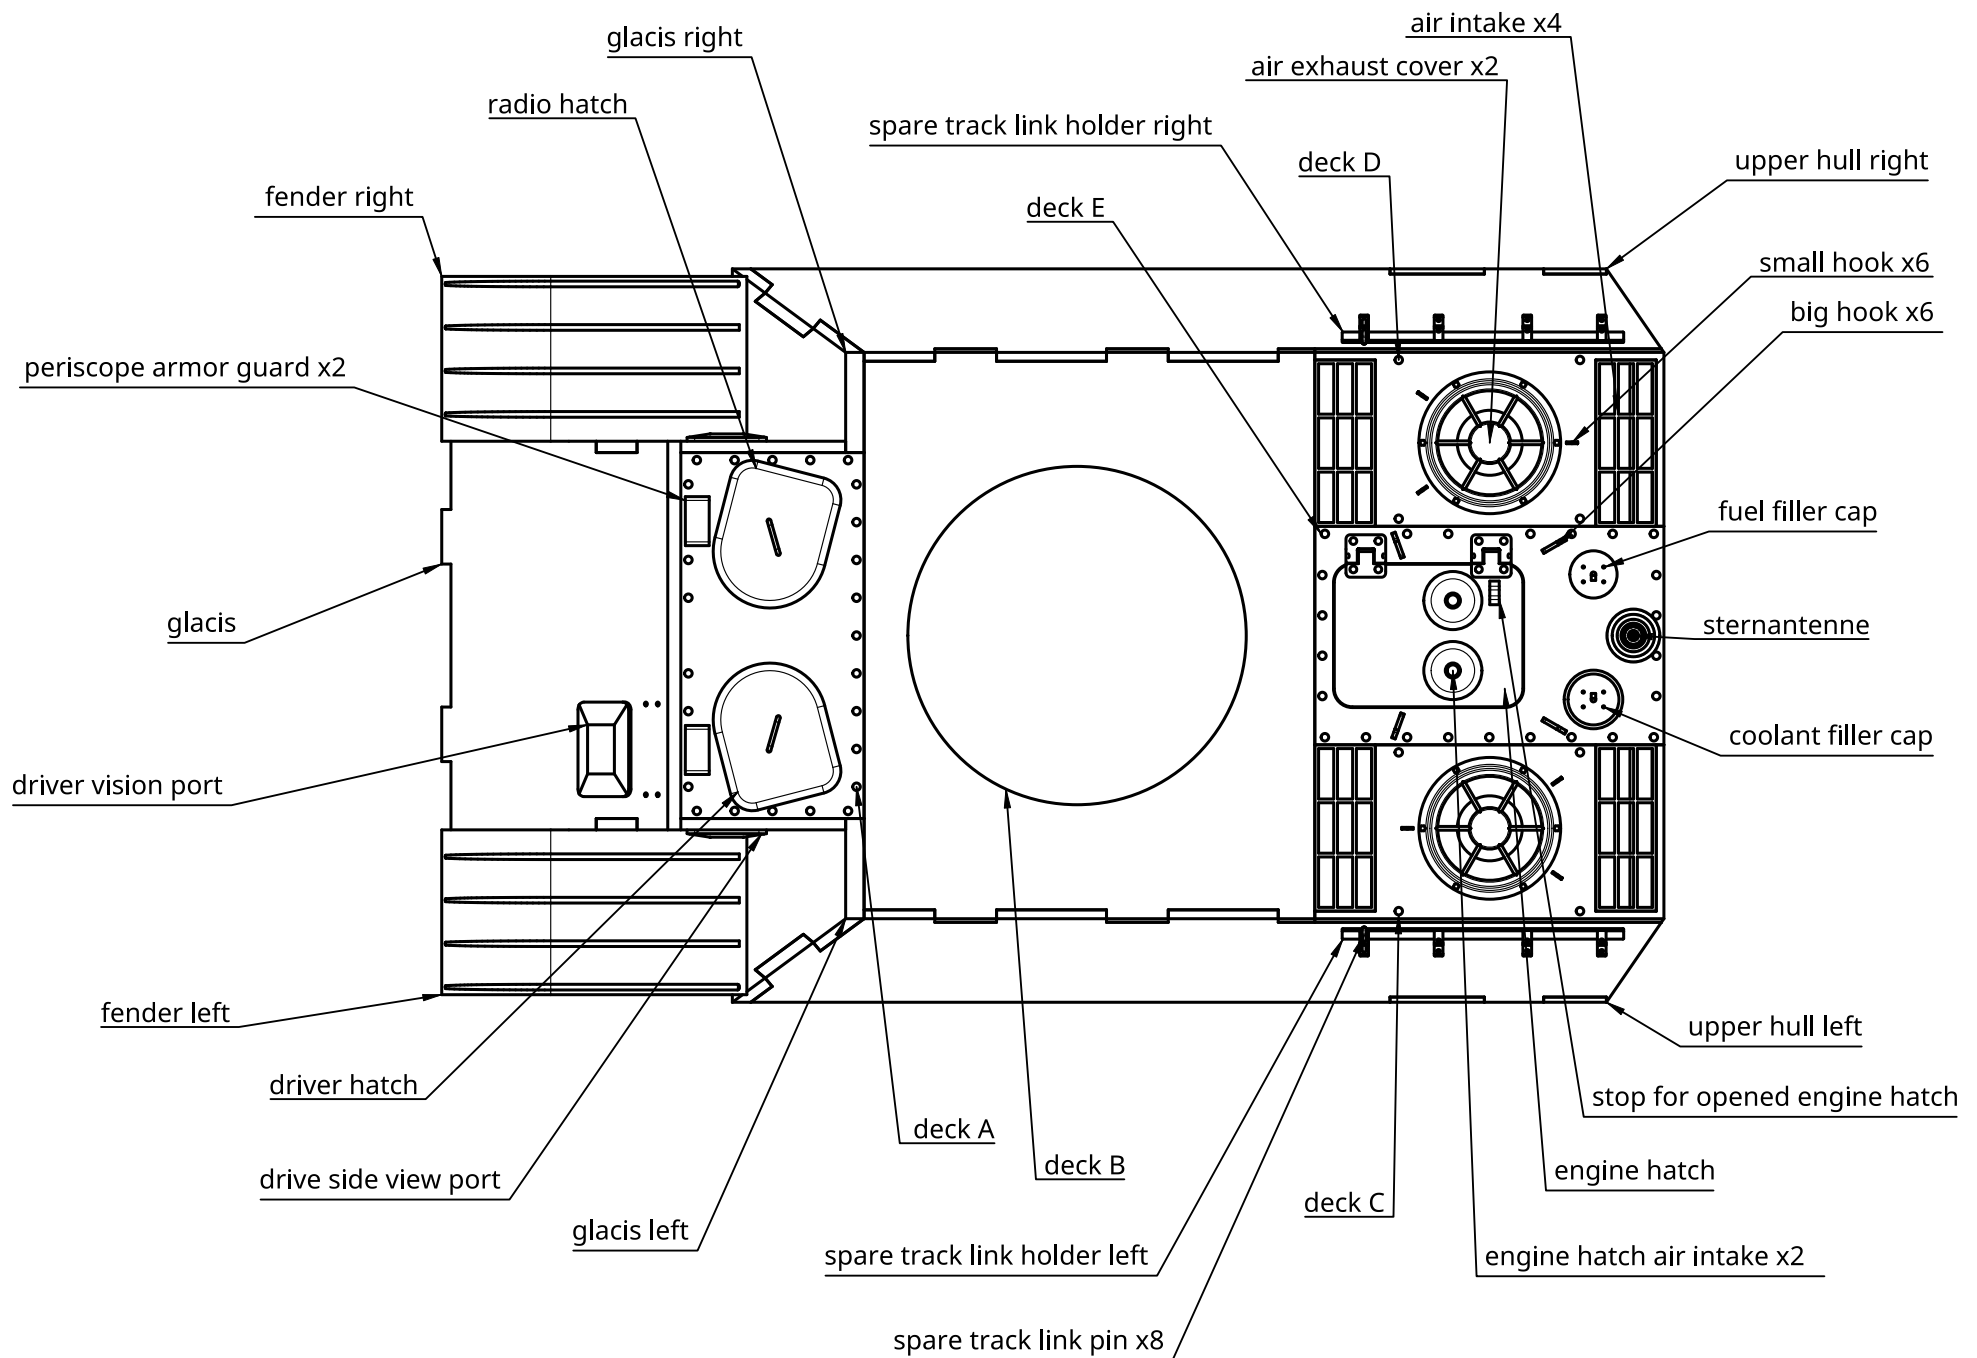 air intake x4
glacis right
air exhaust cover x2
radio hatch
spare track link holder right
deck D
upper hull right
fender right
deck E
small hook x6
big hook x6
periscope armor guard x2
fuel filler cap
glacis
sternantenne
coolant filler cap
driver vision port
fender left
upper hull left
driver hatch
stop for opened engine hatch
deck A
deck B
engine hatch
drive side view port
deck C
glacis left
spare track link holder left
engine hatch air intake x2
spare track link pin x8